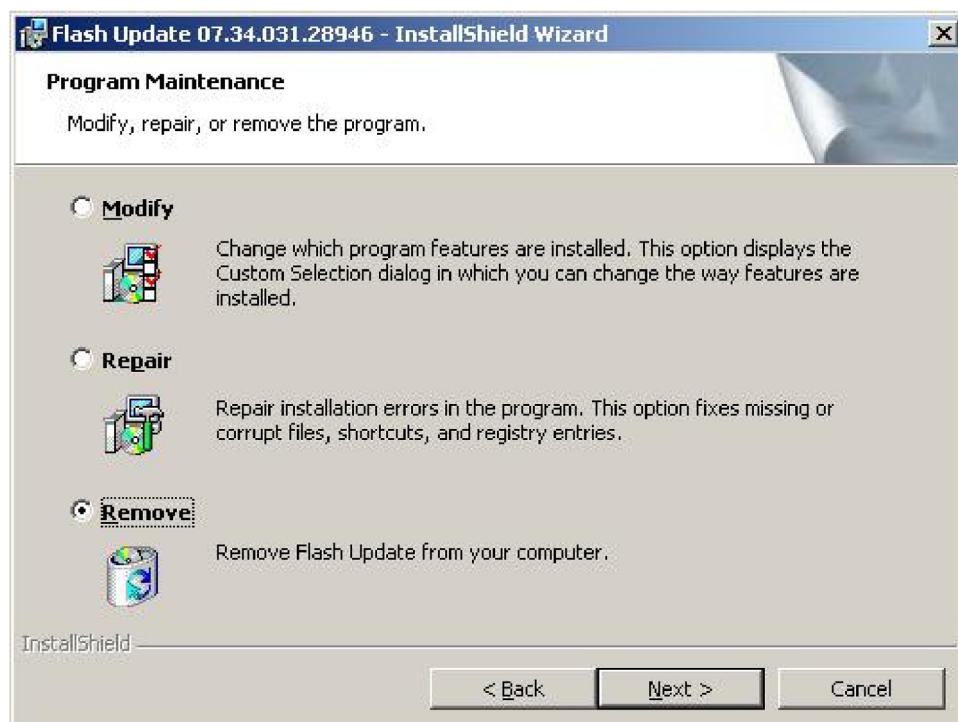 Flash Update 07.34.031.28946 - InstallShield Wizard
Program Maintenance
Modify, repair, or remove the program.
Modify
Change which program features are installed. This option displays the
Custom Selection dialog in which you can change the way features are
installed.
Repair
Repair installation errors in the program. This option fixes missing or
corrupt files, shortcuts, and registry entries.
Remove
Remove Flash Update from your computer.
InstallShield
< Back
Next >
Cancel